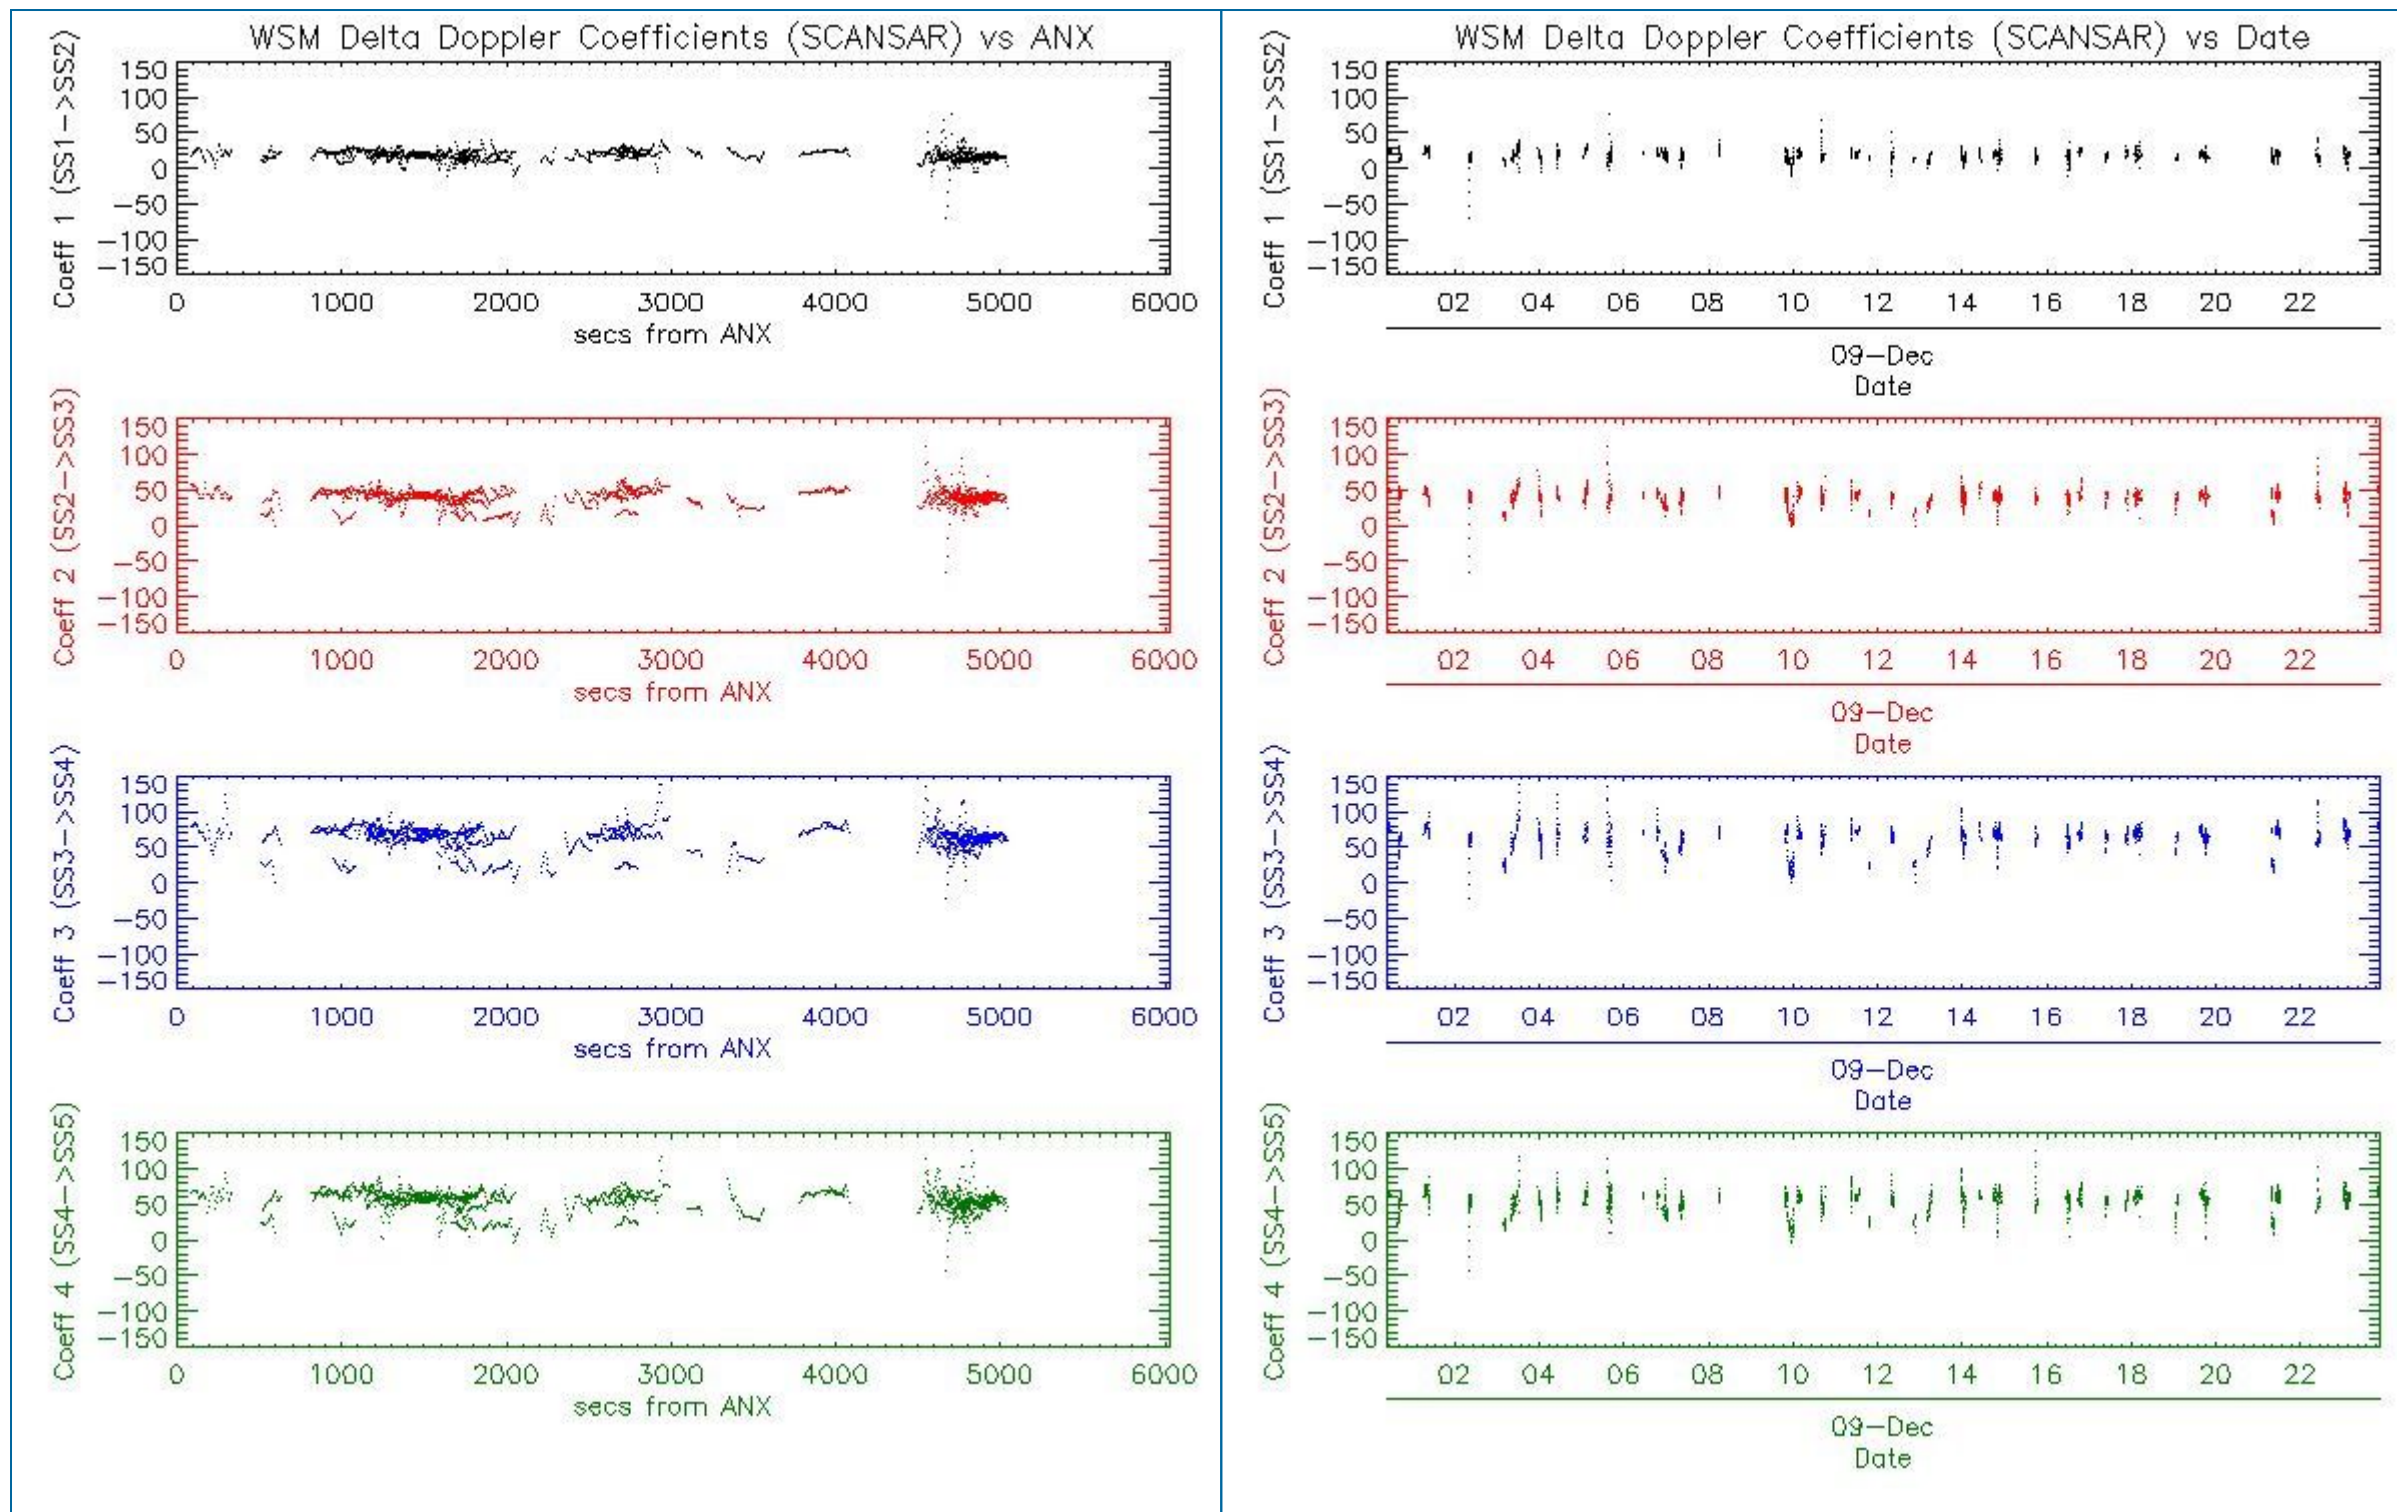 WSM Delta Doppler Coefficients (SCANSAR) vs ANX
Coeff 1 (SS1->SS2)
150
100
50
0
-50
-100
-150
0 1000 2000 3000 4000 5000 6000
secs from ANX
Coeff 2 (SS2->SS3)
150
100
50
0
-50
-100
-150
0 1000 2000 3000 4000 5000 6000
secs from ANX
Coeff 3 (SS3->SS4)
150
100
50
0
-50
-100
-150
0 1000 2000 3000 4000 5000 6000
secs from ANX
Coeff 4 (SS4->SS5)
150
100
50
0
-50
-100
-150
0 1000 2000 3000 4000 5000 6000
secs from ANX
WSM Delta Doppler Coefficients (SCANSAR) vs Date
Coeff 1 (SS1->SS2)
150
100
50
0
-50
-100
-150
02 04 06 08 10 12 14 16 18 20 22
09-Dec
Date
Coeff 2 (SS2->SS3)
150
100
50
0
-50
-100
-150
02 04 06 08 10 12 14 16 18 20 22
09-Dec
Date
Coeff 3 (SS3->SS4)
150
100
50
0
-50
-100
-150
02 04 06 08 10 12 14 16 18 20 22
09-Dec
Date
Coeff 4 (SS4->SS5)
150
100
50
0
-50
-100
-150
02 04 06 08 10 12 14 16 18 20 22
09-Dec
Date